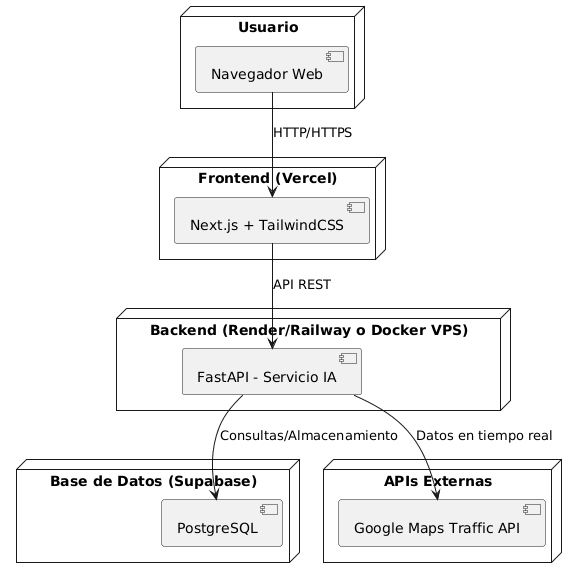 Usuario
Navegador Web
HTTP/HTTPS
Frontend (Vercel)
Next.js + TailwindCSS
API REST
Backend (Render/Railway o Docker VPS)
FastAPI - Servicio IA
Consultas/Almacenamiento
Datos en tiempo real
Base de Datos (Supabase)
PostgreSQL
APIs Externas
Google Maps Traffic API